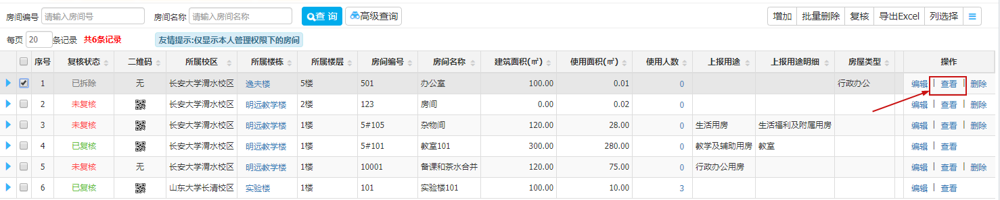 房间编号 请输入房间号 房间名称 请输入房间名称 查 询 高级查询 增加 批量删除 复核 导出Excel 列选择
每页 20 条记录 共6条记录 友情提示:仅显示本人管理权限下的房间
序号 复核状态 二维码 所属校区 所属楼栋 所属楼层 房间编号 房间名称 建筑面积(㎡) 使用面积(㎡) 使用人数 上报用途 上报用途明细 房屋类型 操作
1 已拆除 无 长安大学渭水校区 逸夫楼 5楼 501 办公室 100.00 0.01 0 行政办公 编辑 | 查看 | 删除
2 未复核 长安大学渭水校区 明远教学楼 2楼 123 房间 0.00 0.02 0 编辑 | 查看 | 删除
3 未复核 长安大学渭水校区 明远教学楼 1楼 5#105 杂物间 120.00 28.00 0 生活用房 生活福利及附属用房 编辑 | 查看 | 删除
4 已复核 长安大学渭水校区 明远教学楼 1楼 5#101 教室101 300.00 280.00 0 教学及辅助用房 教室 编辑 | 查看
5 未复核 无 长安大学渭水校区 明远教学楼 1楼 10001 备课和茶水合并 120.00 75.00 0 行政办公用房 编辑 | 查看 | 删除
6 已复核 山东大学长清校区 实验楼 1楼 101 实验楼101 100.00 10.00 3 编辑 | 查看